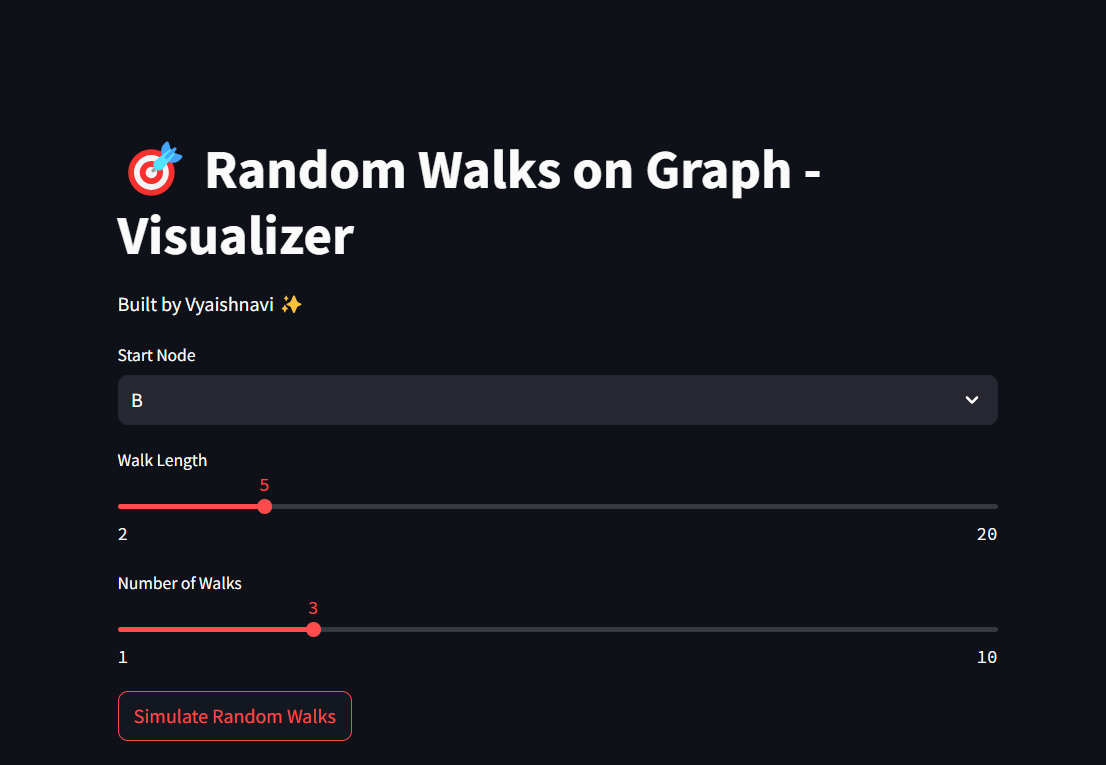 🎯 Random Walks on Graph -
Visualizer
Built by Vyaishnavi ✨
Start Node
B
Walk Length
5
2 20
Number of Walks
3
1 10
Simulate Random Walks